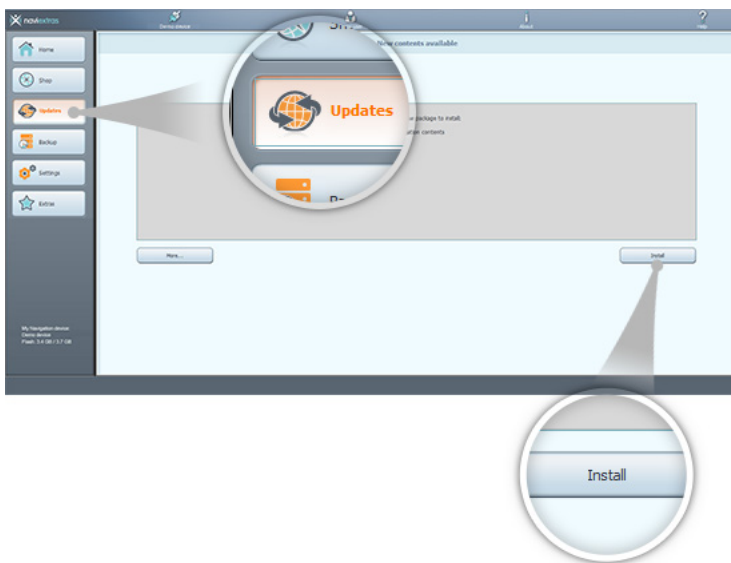 naviextras
Demo device
About
Help
New contents available
Home
Shop
Updates
Backup
Settings
Extras
Updates
package to install:
contents
More...
Install
My Navigation device:
Demo device
Flash 3.4 GB / 3.7 GB
Install